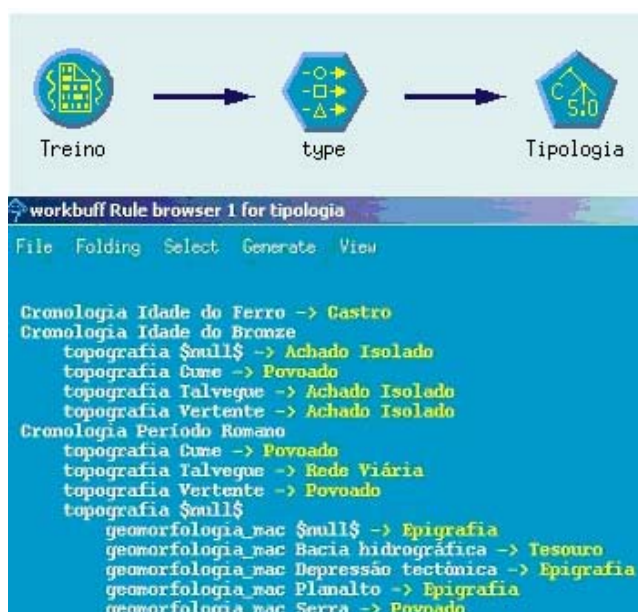 C 5.0
Treino type Tipologia
workbuff Rule browser 1 for tipologia
File Folding Select Generate View
Cronologia Idade do Ferro -> Castro
Cronologia Idade do Bronze
topografia $null$ -> Achado Isolado
topografia Cume -> Povoado
topografia Talvegue -> Achado Isolado
topografia Vertente -> Achado Isolado
Cronologia Período Romano
topografia Cume -> Povoado
topografia Talvegue -> Rede Viária
topografia Vertente -> Povoado
topografia $null$
geomorfologia_mac $null$ -> Epigrafia
geomorfologia_mac Bacia hidrográfica -> Tesouro
geomorfologia_mac Depressão tectônica -> Epigrafia
geomorfologia_mac Planalto -> Epigrafia
geomorfologia_mac Serra -> Povoado